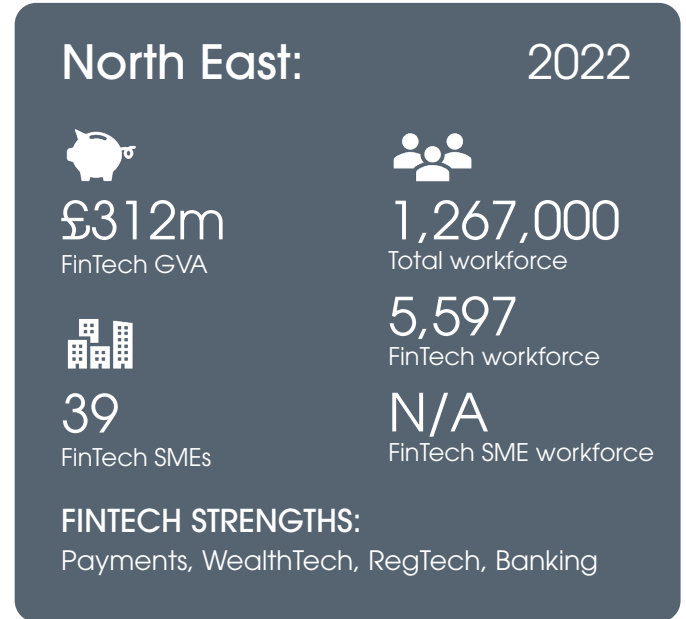 North East: 2022
£312m
FinTech GVA
39
FinTech SMEs
1,267,000
Total workforce
5,597
FinTech workforce
N/A
FinTech SME workforce
FINTECH STRENGTHS:
Payments, WealthTech, RegTech, Banking